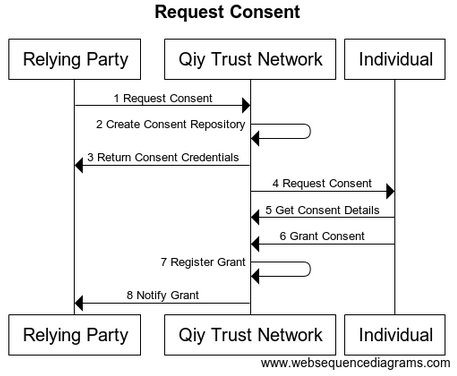 Request Consent
Relying Party
Qiy Trust Network
Individual
1 Request Consent
2 Create Consent Repository
3 Return Consent Credentials
4 Request Consent
5 Get Consent Details
6 Grant Consent
7 Register Grant
8 Notify Grant
Relying Party
Qiy Trust Network
Individual
www.websequencediagrams.com